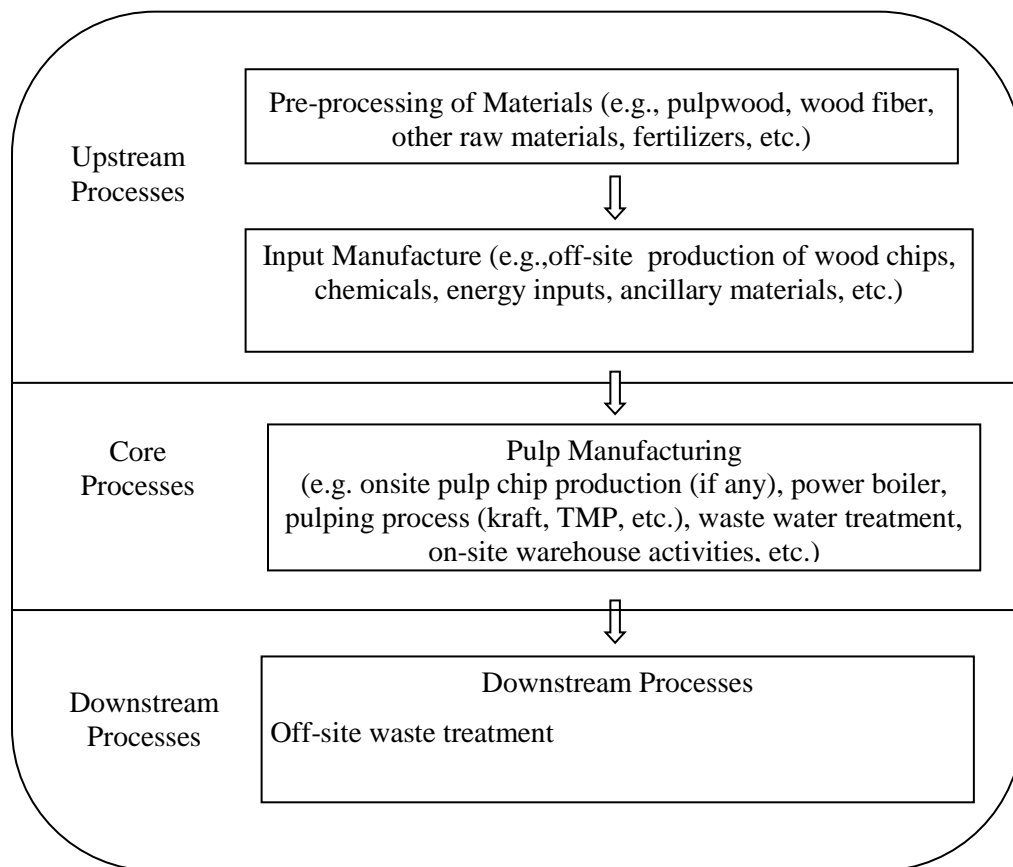 Pre-processing of Materials (e.g., pulpwood, wood fiber,
other raw materials, fertilizers, etc.)
Upstream
Processes
Input Manufacture (e.g.,off-site production of wood chips,
chemicals, energy inputs, ancillary materials, etc.)
Core
Processes
Pulp Manufacturing
(e.g. onsite pulp chip production (if any), power boiler,
pulping process (kraft, TMP, etc.), waste water treatment,
on-site warehouse activities, etc.)
Downstream
Processes
Downstream Processes
Off-site waste treatment